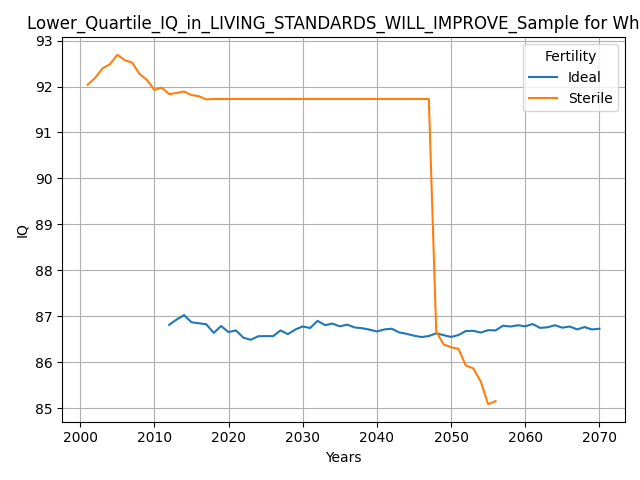 Lower_Quartile_IQ_in_LIVING_STANDARDS_WILL_IMPROVE_Sample for Wh
93
92
91
90
89
88
87
86
85
IQ
Fertility
Ideal
Sterile
2000 2010 2020 2030 2040 2050 2060 2070
Years